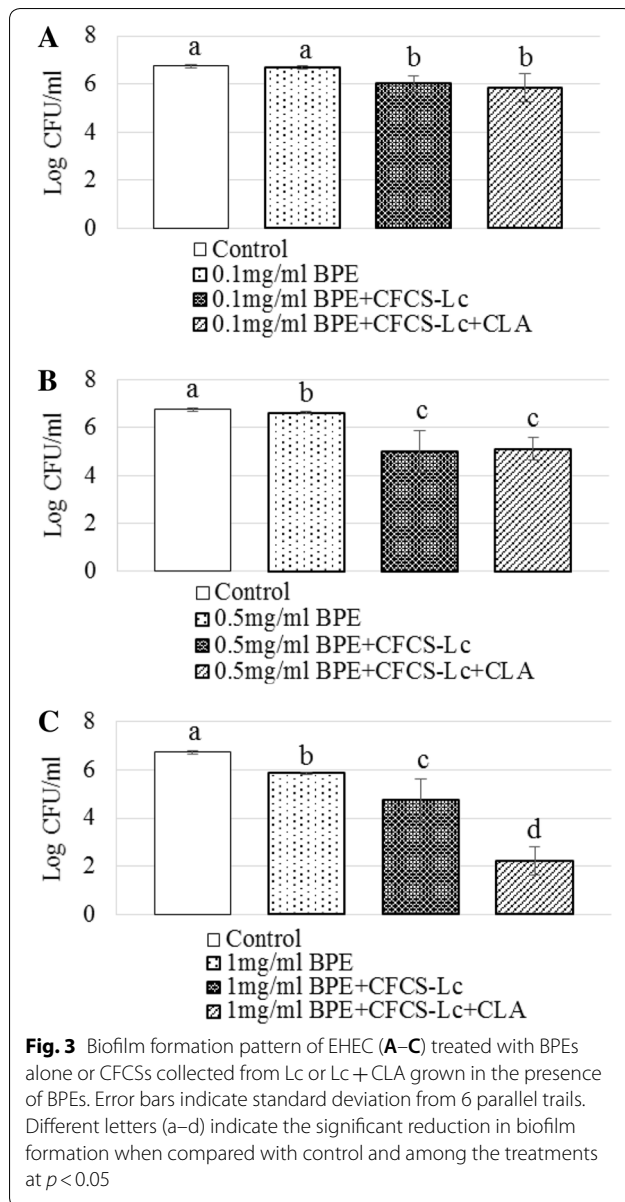 A
8
a
a
b
b
6
4
2
0
Log CFU/ml
Control
0.1mg/ml BPE
0.1mg/ml BPE+CFCS-Lc
0.1mg/ml BPE+CFCS-Lc+CLA
B
8
a
b
c
c
6
4
2
0
Log CFU/ml
Control
0.5mg/ml BPE
0.5mg/ml BPE+CFCS-Lc
0.5mg/ml BPE+CFCS-Lc+CLA
C
8
a
b
c
d
6
4
2
0
Log CFU/ml
Control
1mg/ml BPE
1mg/ml BPE+CFCS-Lc
1mg/ml BPE+CFCS-Lc+CLA
Fig. 3 Biofilm formation pattern of EHEC (A–C) treated with BPEs
alone or CFCSs collected from Lc or Lc + CLA grown in the presence
of BPEs. Error bars indicate standard deviation from 6 parallel trails.
Different letters (a–d) indicate the significant reduction in biofilm
formation when compared with control and among the treatments
at p < 0.05